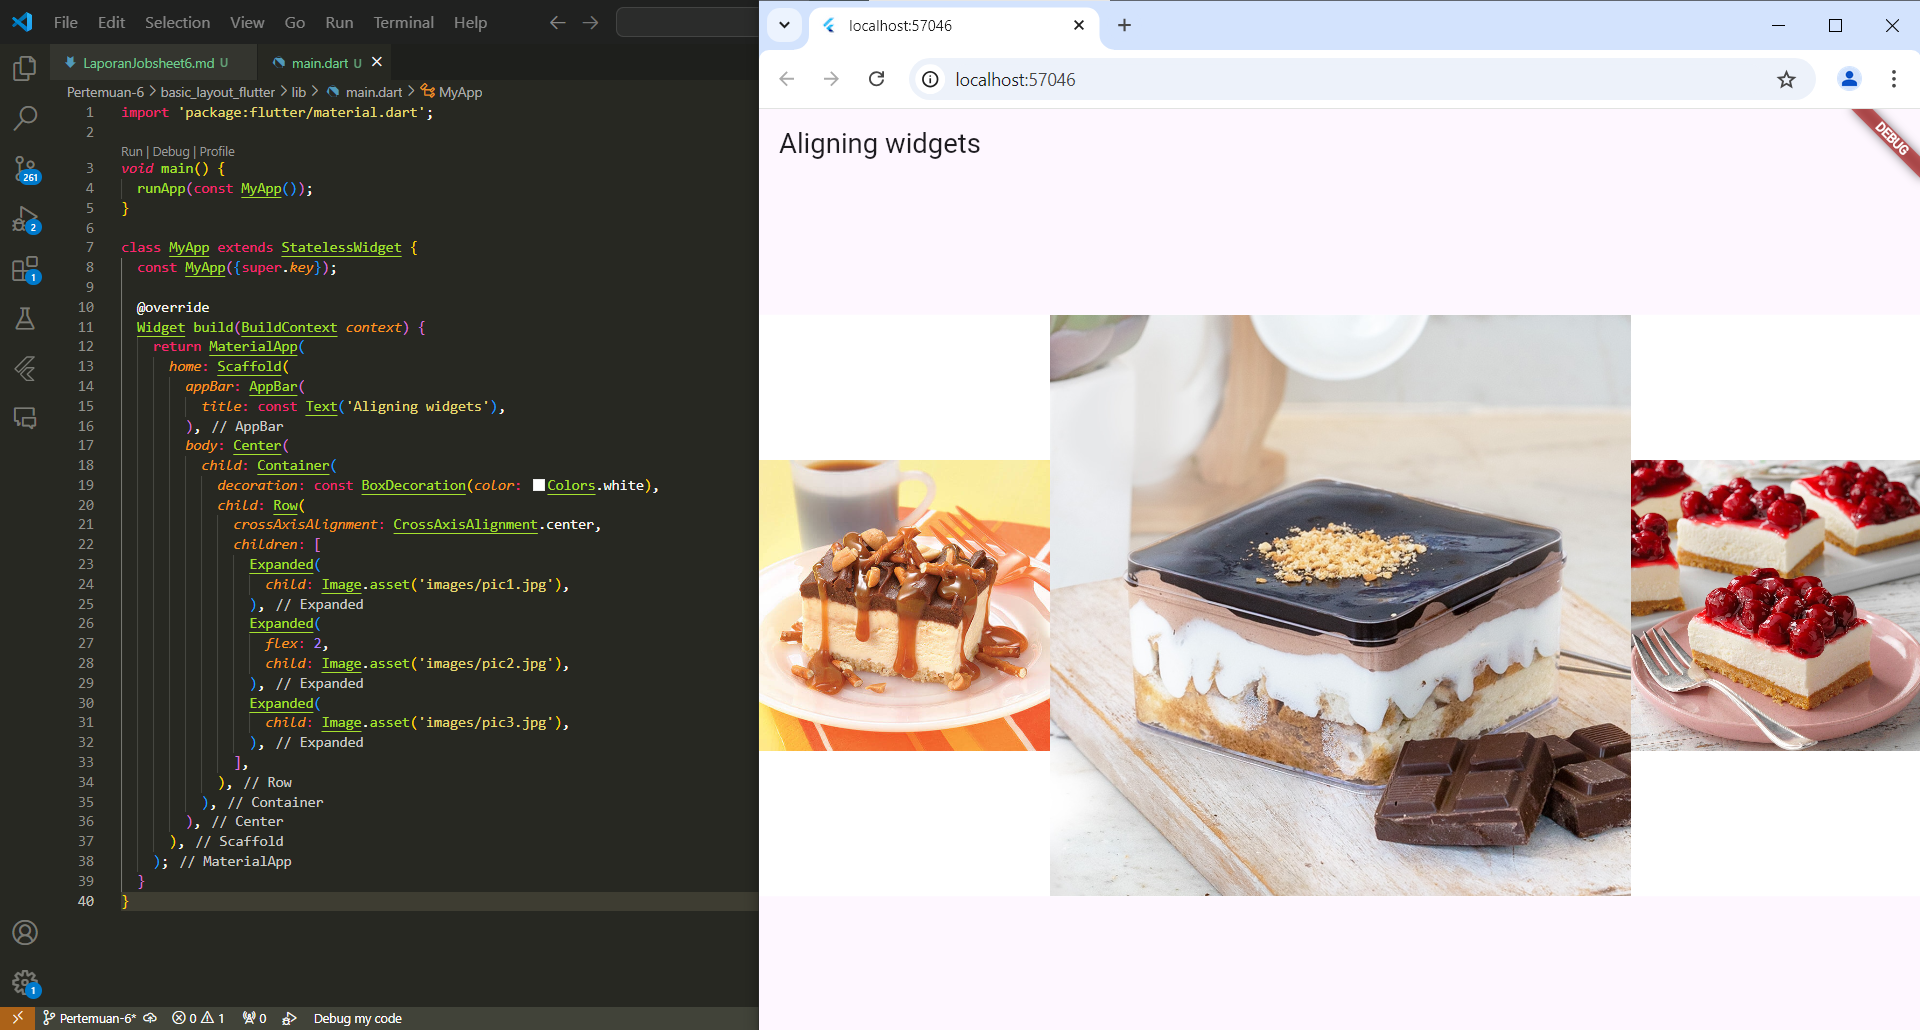 File Edit Selection View Go Run Terminal Help
LaporanJobsheet6.md U
main.dart U
Pertemuan-6 > basic_layout_flutter > lib > main.dart > MyApp
1 import 'package:flutter/material.dart';
2
Run | Debug | Profile
3 void main() {
4 runApp(const MyApp());
5 }
6
7 class MyApp extends StatelessWidget {
8 const MyApp({super.key});
9
10 @override
11 Widget build(BuildContext context) {
12 return MaterialApp(
13 home: Scaffold(
14 appBar: AppBar(
15 title: const Text('Aligning widgets'),
16 ), // AppBar
17 body: Center(
18 child: Container(
19 decoration: const BoxDecoration(color: Colors.white),
20 child: Row(
21 crossAxisAlignment: CrossAxisAlignment.center,
22 children: [
23 Expanded(
24 child: Image.asset('images/pic1.jpg'),
25 ), // Expanded
26 Expanded(
27 flex: 2,
28 child: Image.asset('images/pic2.jpg'),
29 ), // Expanded
30 Expanded(
31 child: Image.asset('images/pic3.jpg'),
32 ), // Expanded
33 ],
34 ), // Row
35 ), // Container
36 ), // Center
37 ), // Scaffold
38 ); // MaterialApp
39 }
40 }
261
2
1
1
Pertemuan-6* 0 1 0 Debug my code
localhost:57046
localhost:57046
Aligning widgets
DEBUG